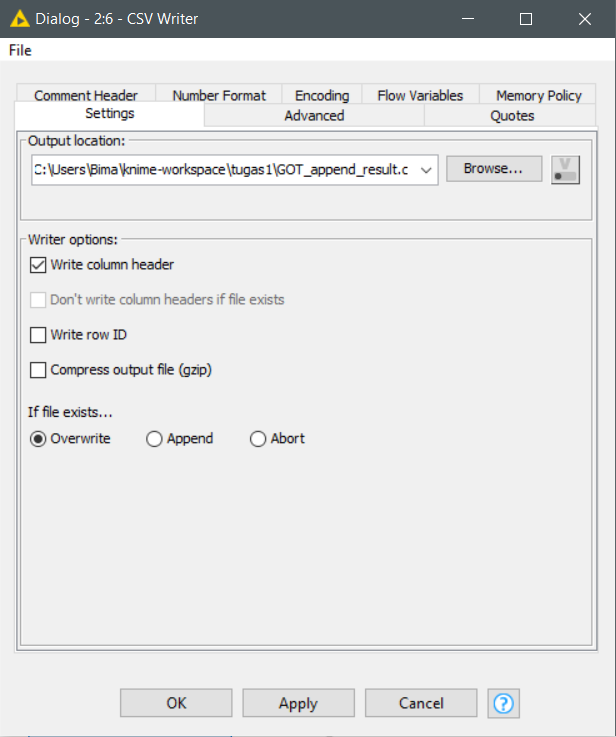 Dialog - 2:6 - CSV Writer
File
Comment Header Number Format Encoding Flow Variables Memory Policy
Settings Advanced Quotes
Output location:
C:\Users\Bima\knime-workspace\tugas1\GOT_append_result.c Browse... V
Writer options:
Write column header
Don't write column headers if file exists
Write row ID
Compress output file (gzip)
If file exists...
Overwrite Append Abort
OK Apply Cancel ?